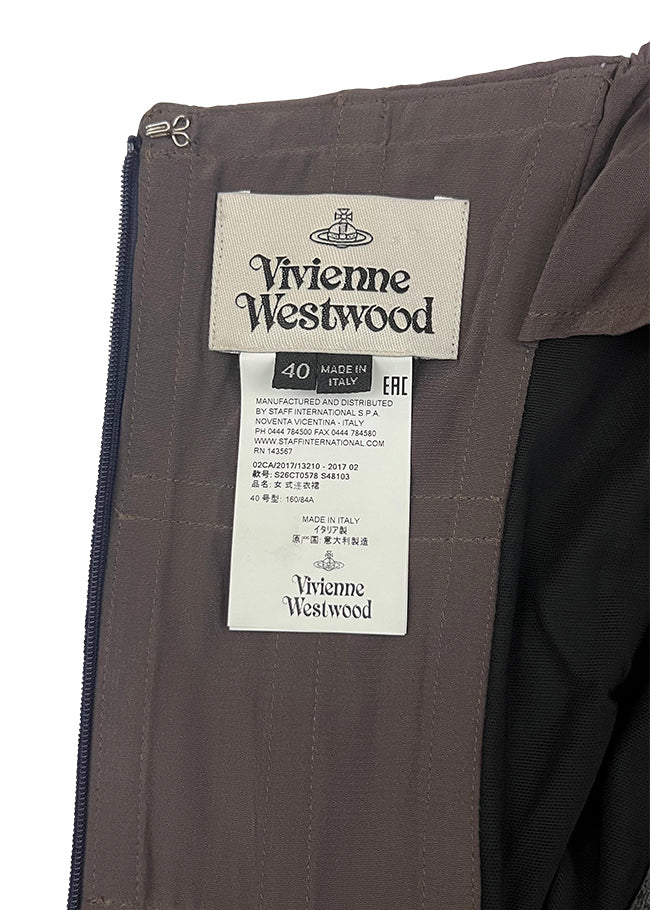 Vivienne
Westwood
40
MADE IN
ITALY
EAC
MANUFACTURED AND DISTRIBUTED
BY STAFF INTERNATIONAL S.P.A.
NOVENTA VICENTINA - ITALY
PH 0444 784500 FAX 0444 784580
WWW.STAFFINTERNATIONAL.COM
RN 143567
02CA/2017/13210 - 2017 02
款号: S26CT0578 S48103
品名: 女式连衣裙
40 号型: 160/84A
MADE IN ITALY
イタリア製
原产国: 意大利製造
Vivienne
Westwood